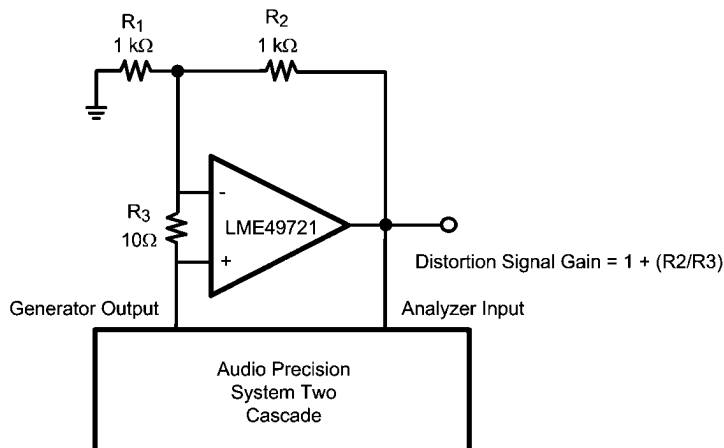 R1
1 kΩ
R2
1 kΩ
-
R3
10Ω
LME49721
+
Distortion Signal Gain = 1 + (R2/R3)
Generator Output
Analyzer Input
Audio Precision
System Two
Cascade